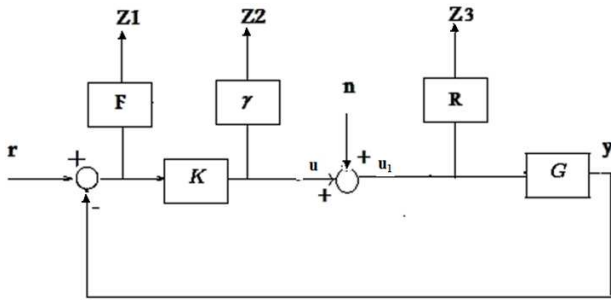 Z1 Z2 Z3
F γ n R
r + K u + u₁ G y
- +